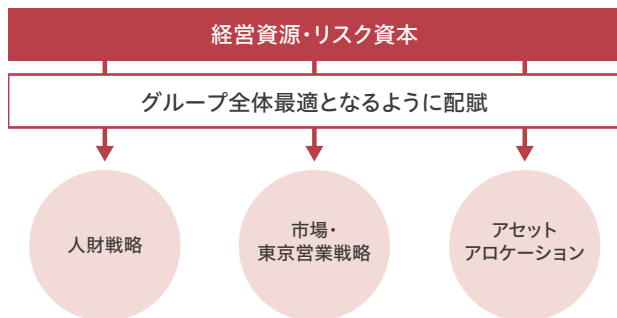 経営資源・リスク資本
グループ全体最適となるように配賦
人財戦略
市場・
東京営業戦略
アセット
アロケーション